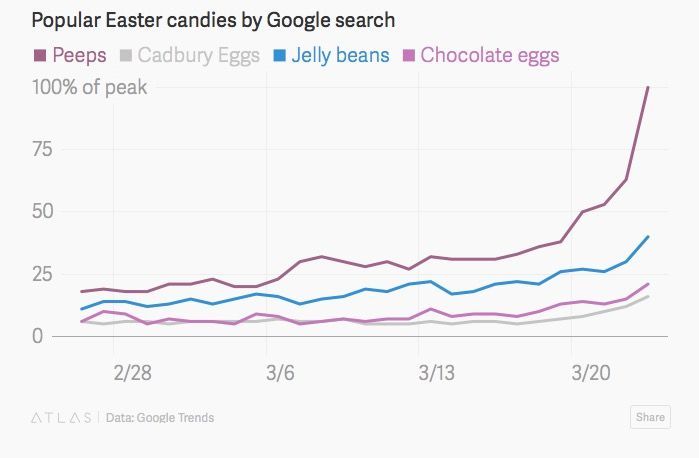 Popular Easter candies by Google search
Peeps Cadbury Eggs Jelly beans Chocolate eggs
100% of peak
75
50
25
0
2/28 3/6 3/13 3/20
ATLAS | Data: Google Trends Share